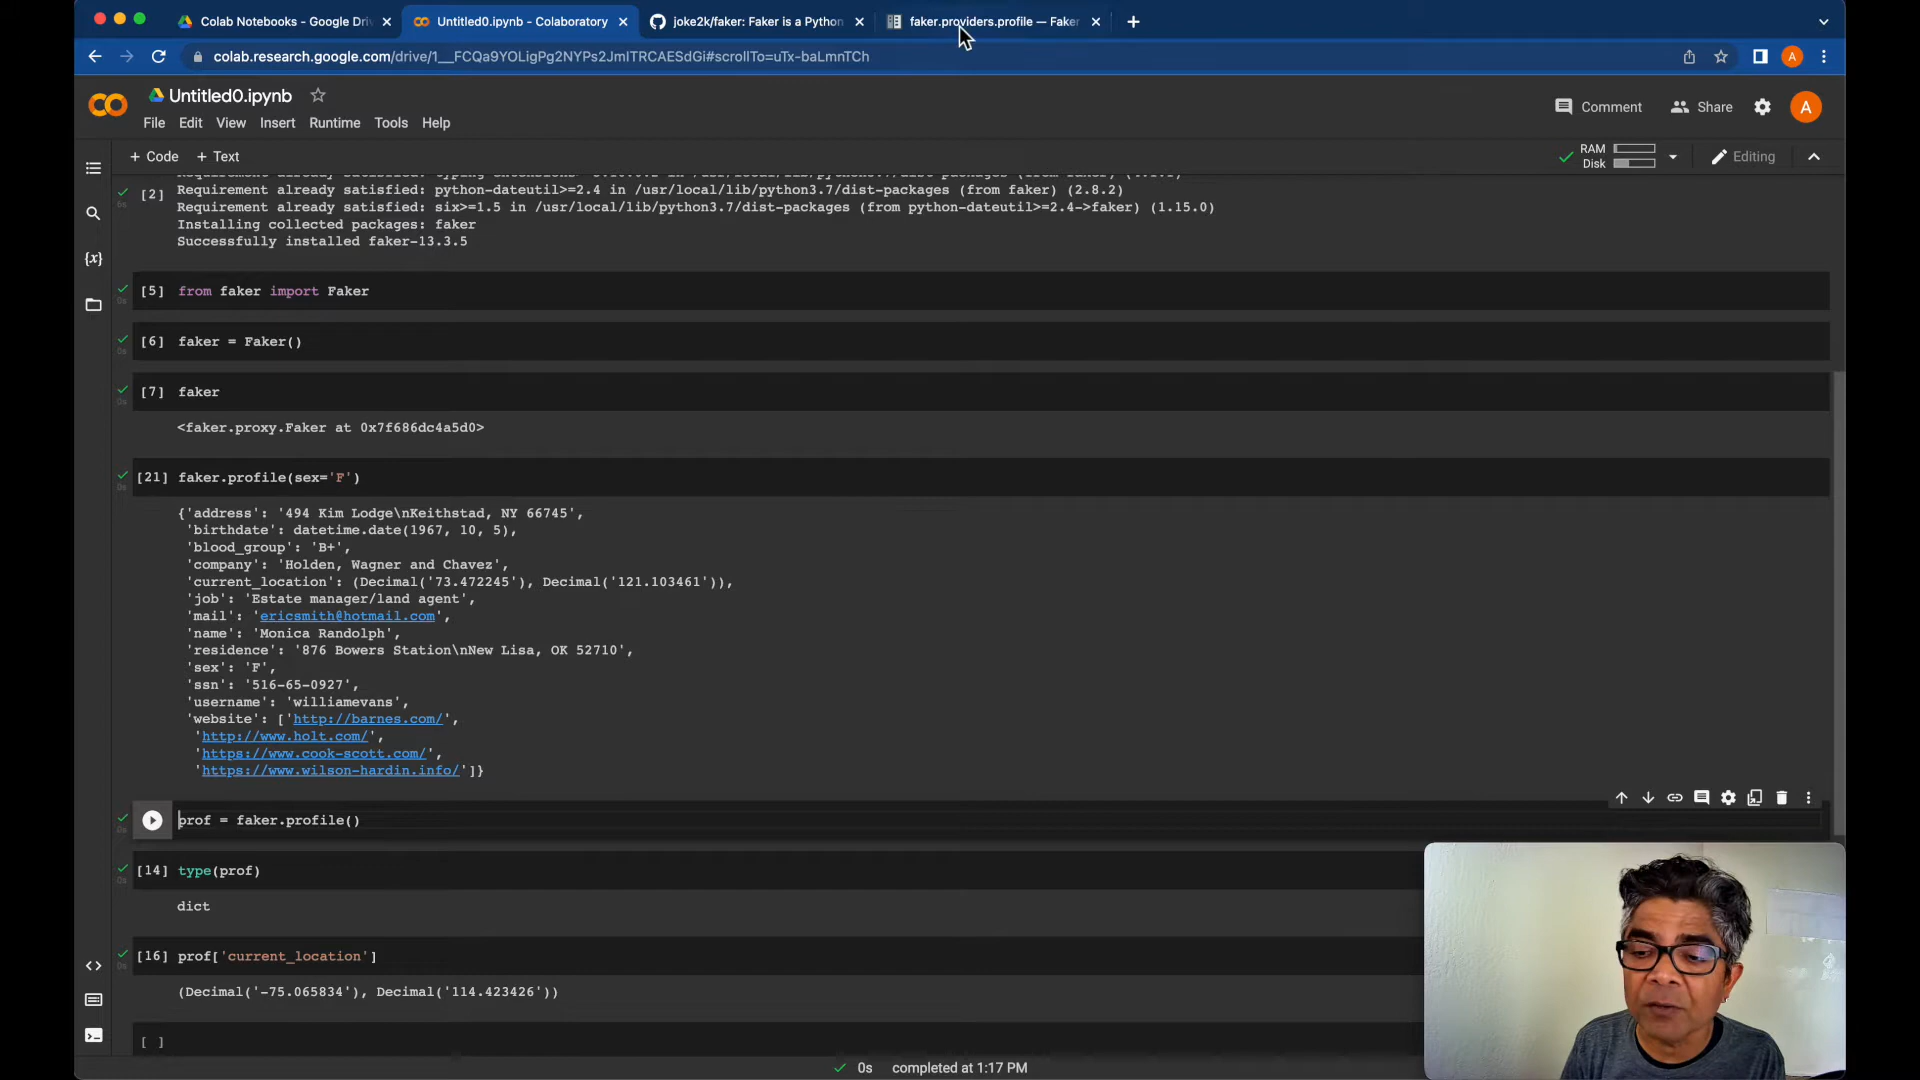 Colab Notebooks - Google Dri
Untitled0.ipynb - Colaboratory
joke2k/faker: Faker is a Python
faker.providers.profile — Faker
colab.research.google.com/drive/1__FCQa9YOLigPg2NYPs2JmITRCAESdGi#scrollTo=uTx-baLmnTCh
A
CO Untitled0.ipynb
Comment Share A
File Edit View Insert Runtime Tools Help
+ Code + Text
RAM
Disk
Editing
[2]
6s
Requirement already satisfied: python-dateutil>=2.4 in /usr/local/lib/python3.7/dist-packages (from faker) (2.8.2)
Requirement already satisfied: six>=1.5 in /usr/local/lib/python3.7/dist-packages (from python-dateutil>=2.4->faker) (1.15.0)
Installing collected packages: faker
Successfully installed faker-13.3.5
[5] from faker import Faker
0s
[6] faker = Faker()
0s
[7] faker
0s
<faker.proxy.Faker at 0x7f686dc4a5d0>
[21] faker.profile(sex='F')
0s
{'address': '494 Kim Lodge\nKeithstad, NY 66745',
'birthdate': datetime.date(1967, 10, 5),
'blood_group': 'B+',
'company': 'Holden, Wagner and Chavez',
'current_location': (Decimal('73.472245'), Decimal('121.103461')),
'job': 'Estate manager/land agent',
'mail': 'ericsmith@hotmail.com',
'name': 'Monica Randolph',
'residence': '876 Bowers Station\nNew Lisa, OK 52710',
'sex': 'F',
'ssn': '516-65-0927',
'username': 'williamevans',
'website': ['http://barnes.com/',
'http://www.holt.com/',
'https://www.cook-scott.com/',
'https://www.wilson-hardin.info/']}
prof = faker.profile()
0s
[14] type(prof)
0s
dict
[16] prof['current_location']
0s
(Decimal('-75.065834'), Decimal('114.423426'))
[ ]
0s completed at 1:17 PM